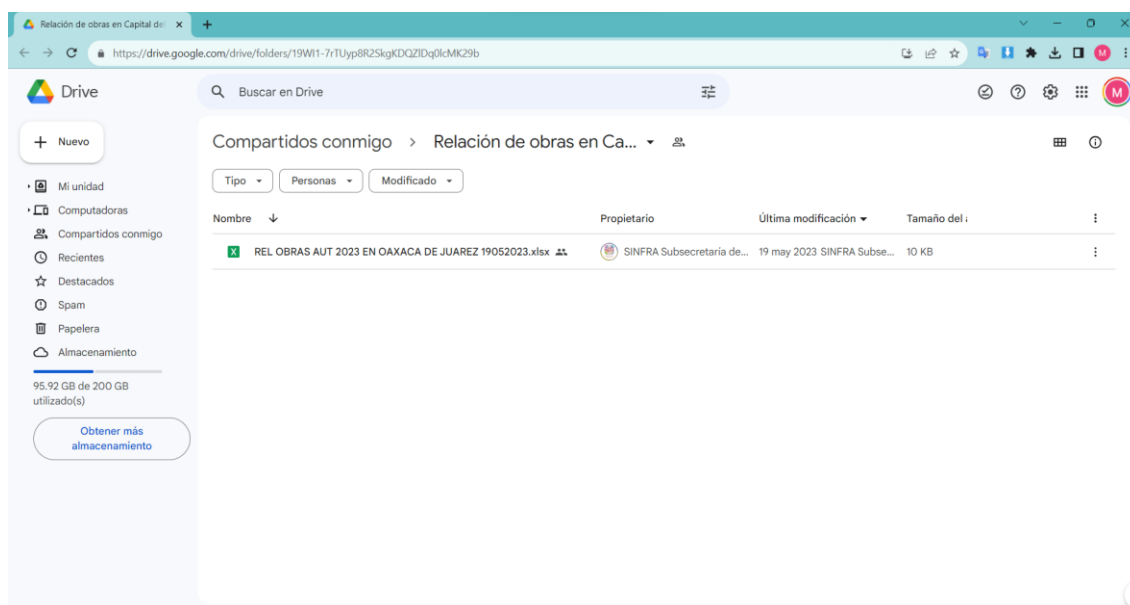 Relación de obras en Capital del
https://drive.google.com/drive/folders/19WI1-7rTUyp8R2SkgKDQZlDq0lcMK29b
M
Drive
Buscar en Drive
M
Nuevo
Compartidos conmigo > Relación de obras en Ca...
Tipo Personas Modificado
Mi unidad
Computadoras
Compartidos conmigo
Recientes
Destacados
Spam
Papelera
Almacenamiento
95.92 GB de 200 GB
utilizado(s)
Obtener más
almacenamiento
Nombre Propietario Última modificación Tamaño del
REL OBRAS AUT 2023 EN OAXACA DE JUAREZ 19052023.xlsx SINFRA Subsecretaria de... 19 may 2023 SINFRA Subse... 10 KB